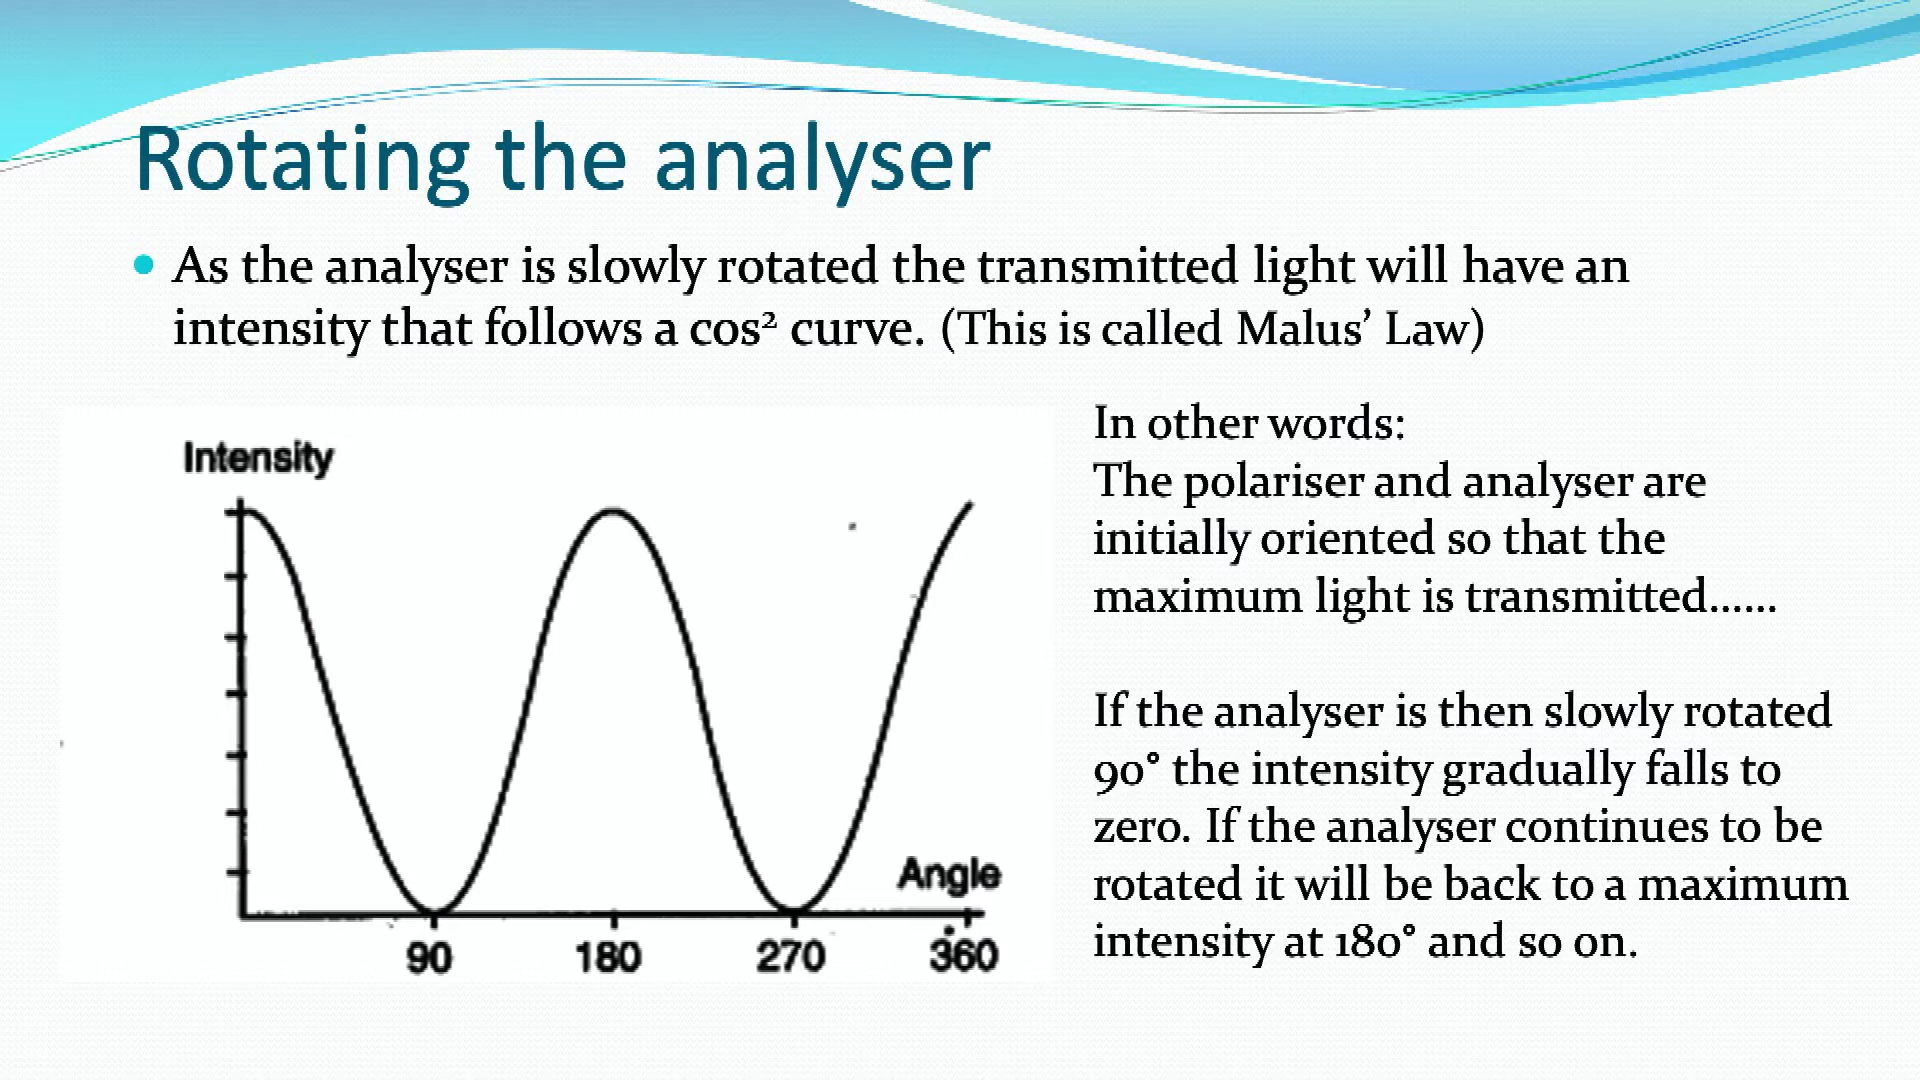 Rotating the analyser
As the analyser is slowly rotated the transmitted light will have an
intensity that follows a cos² curve. (This is called Malus’ Law)
Intensity
Angle
90 180 270 360
In other words:
The polariser and analyser are
initially oriented so that the
maximum light is transmitted......
If the analyser is then slowly rotated
90° the intensity gradually falls to
zero. If the analyser continues to be
rotated it will be back to a maximum
intensity at 180° and so on.